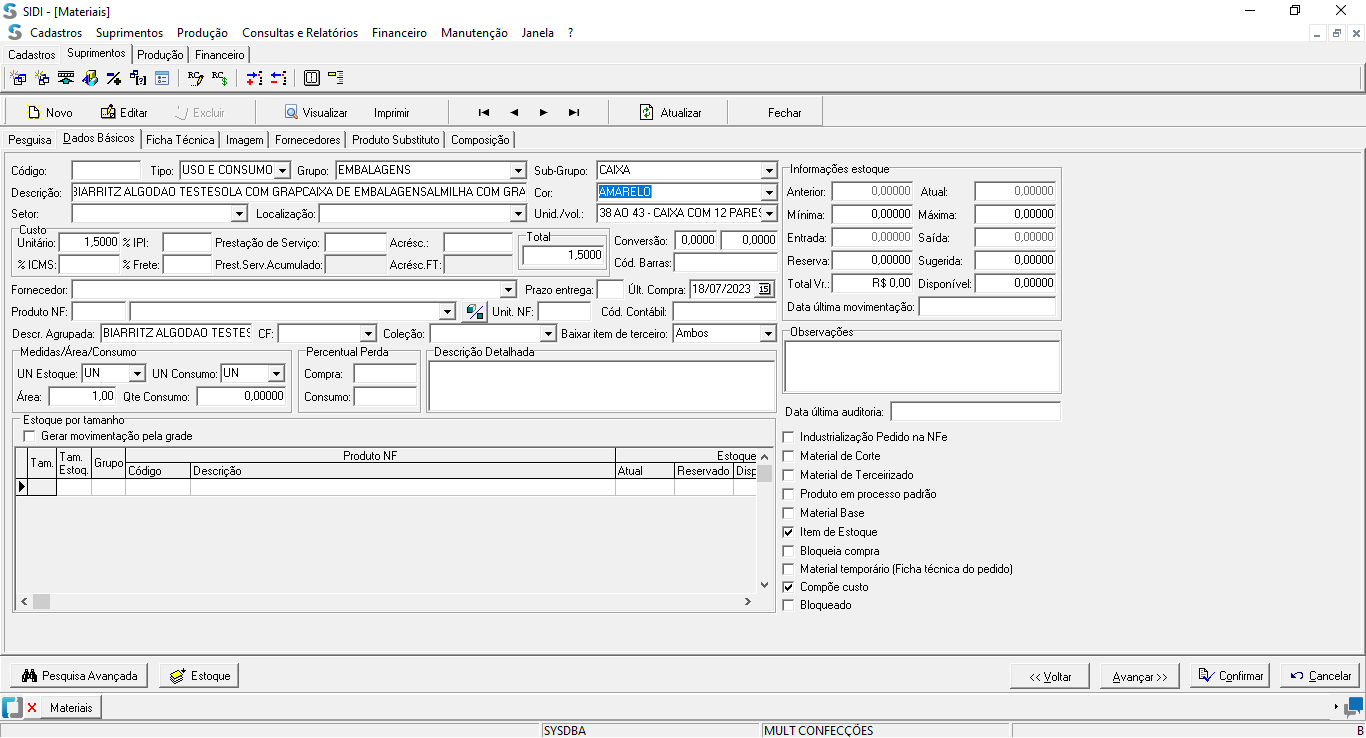 SIDI - [Materiais]
Cadastros Suprimentos Produção Consultas e Relatórios Financeiro Manutenção Janela ?
Cadastros Suprimentos Produção Financeiro
Novo Editar Excluir Visualizar Imprimir Atualizar Fechar
Pesquisa Dados Básicos Ficha Técnica Imagem Fornecedores Produto Substituto Composição
Código: Tipo: USO E CONSUMO Grupo: EMBALAGENS Sub-Grupo: CAIXA
Descrição: BIARRITZ ALGODAO TESTESOLA COM GRAPCAIXA DE EMBALAGENSALMILHA COM GRA Cor: AMARELO
Setor: Localização: Unid./vol.: 38 AO 43 - CAIXA COM 12 PARES
Custo
Unitário: 1,5000 % IPI: Prestação de Serviço: Acrésc.: Total 1,5000 Conversão: 0,0000 0,0000
% ICMS: % Frete: Prest.Serv.Acumulado: Acrésc.FT: Cód. Barras:
Fornecedor: Prazo entrega: Últ. Compra: 18/07/2023 15
Produto NF: Unit. NF: Cód. Contábil:
Descr. Agrupada: BIARRITZ ALGODAO TESTES CF: Coleção: Baixar item de terceiro: Ambos
Medidas/Área/Consumo Percentual Perda Descrição Detalhada
UN Estoque: UN UN Consumo: UN Compra:
Área: 1,00 Qte Consumo: 0,00000 Consumo:
Estoque por tamanho
Gerar movimentação pela grade
Tam. Tam. Estoq. Grupo Produto NF Estoque
Código Descrição Atual Reservado Disp
Informações estoque
Anterior: 0,00000 Atual: 0,00000
Mínima: 0,00000 Máxima: 0,00000
Entrada: 0,00000 Saída: 0,00000
Reserva: 0,00000 Sugerida: 0,00000
Total Vr.: R$ 0,00 Disponível: 0,00000
Data última movimentação:
Observações
Data última auditoria:
Industrialização Pedido na NFe
Material de Corte
Material de Terceirizado
Produto em processo padrão
Material Base
Item de Estoque
Bloqueia compra
Material temporário (Ficha técnica do pedido)
Compõe custo
Bloqueado
Pesquisa Avançada Estoque << Voltar Avançar >> Confirmar Cancelar
Materiais
SYSDBA MULT CONFECÇÕES B